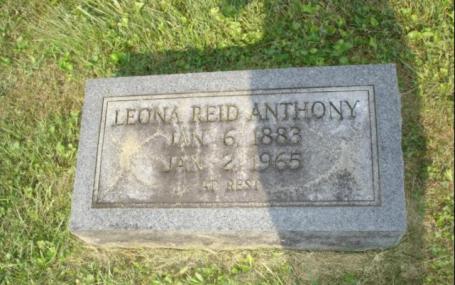 LEONA REID ANTHONY
JAN. 6, 1883
JAN. 2, 1965
AT REST